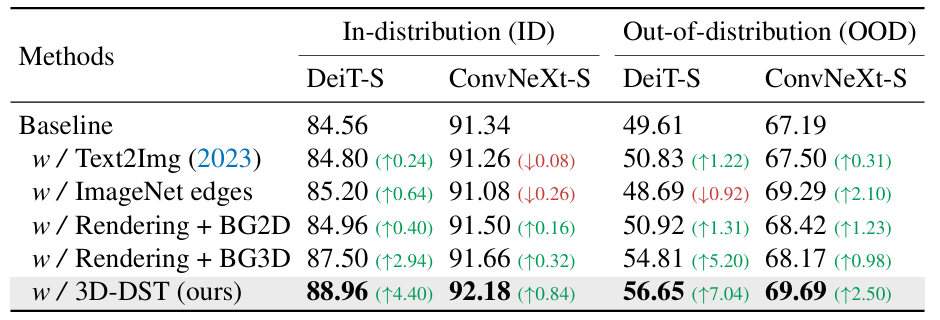 Methods In-distribution (ID) Out-of-distribution (OOD)
DeiT-S ConvNeXt-S DeiT-S ConvNeXt-S
Baseline 84.56 91.34 49.61 67.19
w/ Text2Img (2023) 84.80 (↑0.24) 91.26 (↓0.08) 50.83 (↑1.22) 67.50 (↑0.31)
w/ ImageNet edges 85.20 (↑0.64) 91.08 (↓0.26) 48.69 (↓0.92) 69.29 (↑2.10)
w/ Rendering + BG2D 84.96 (↑0.40) 91.50 (↑0.16) 50.92 (↑1.31) 68.42 (↑1.23)
w/ Rendering + BG3D 87.50 (↑2.94) 91.66 (↑0.32) 54.81 (↑5.20) 68.17 (↑0.98)
w/ 3D-DST (ours) 88.96 (↑4.40) 92.18 (↑0.84) 56.65 (↑7.04) 69.69 (↑2.50)